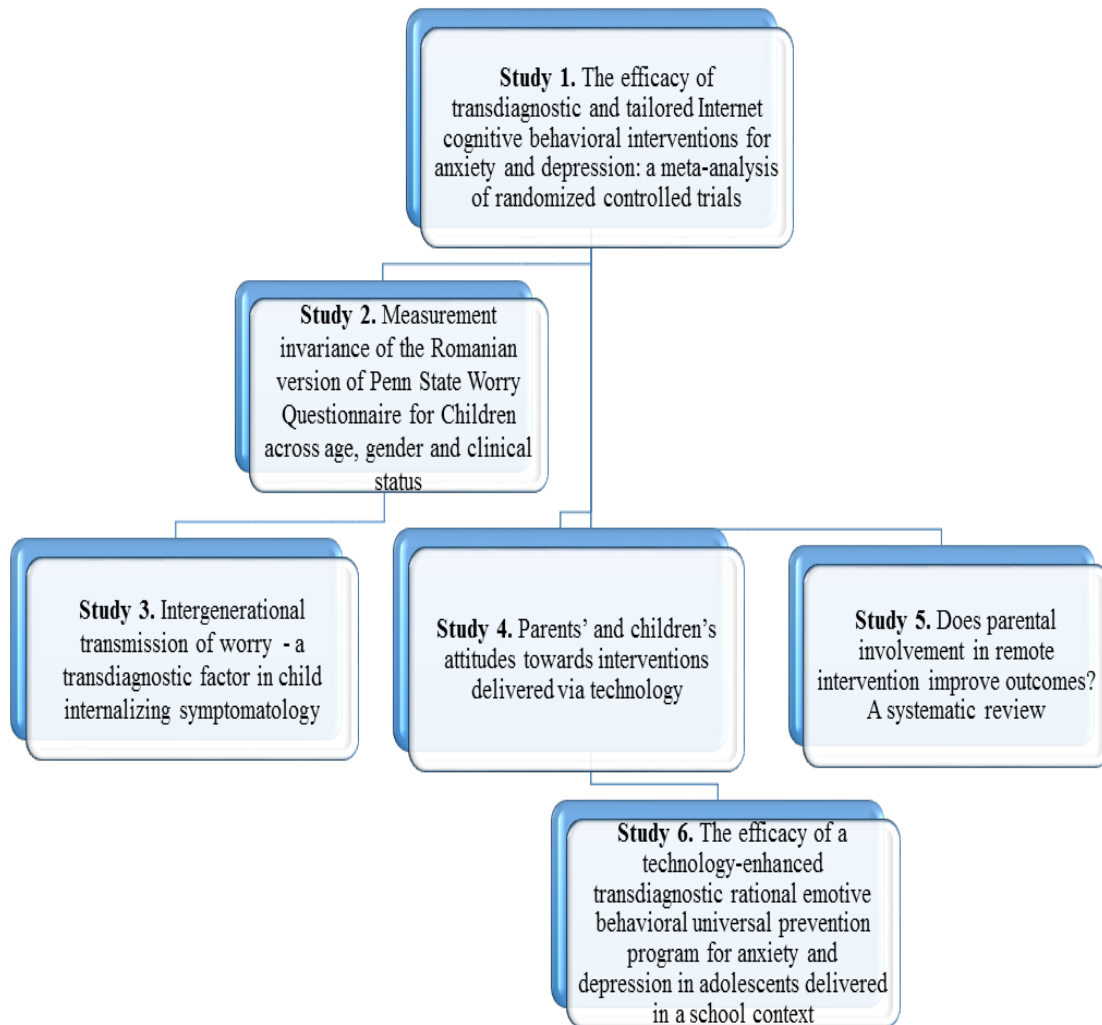 Study 1. The efficacy of
transdiagnostic and tailored Internet
cognitive behavioral interventions for
anxiety and depression: a meta-analysis
of randomized controlled trials
Study 2. Measurement
invariance of the Romanian
version of Penn State Worry
Questionnaire for Children
across age, gender and clinical
status
Study 3. Intergenerational
transmission of worry - a
transdiagnostic factor in child
internalizing symptomatology
Study 4. Parents’ and children’s
attitudes towards interventions
delivered via technology
Study 5. Does parental
involvement in remote
intervention improve outcomes?
A systematic review
Study 6. The efficacy of a
technology-enhanced
transdiagnostic rational emotive
behavioral universal prevention
program for anxiety and
depression in adolescents delivered
in a school context